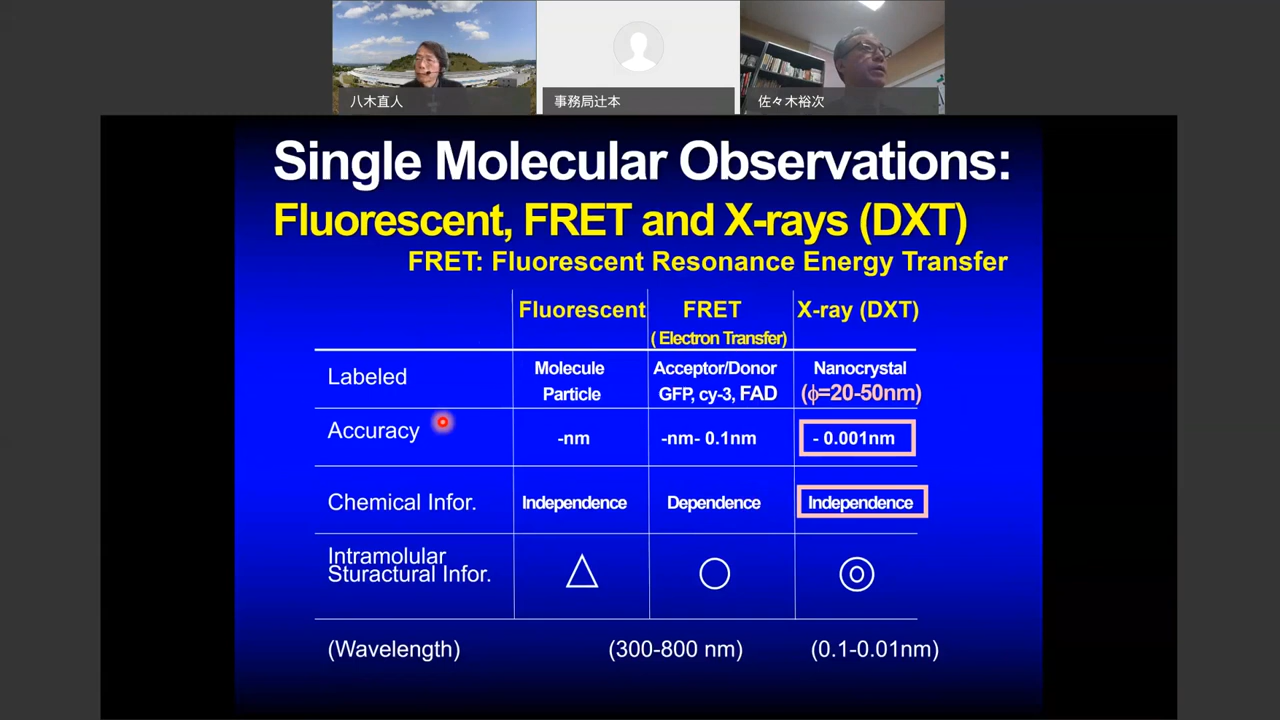 八木直人
事務局辻本
佐々木裕次
Single Molecular Observations:
Fluorescent, FRET and X-rays (DXT)
FRET: Fluorescent Resonance Energy Transfer
Fluorescent FRET X-ray (DXT)
( Electron Transfer)
Labeled
Molecule
Particle
Acceptor/Donor
GFP, cy-3, FAD
Nanocrystal
(ϕ=20-50nm)
Accuracy -nm -nm- 0.1nm - 0.001nm
Chemical Infor. Independence Dependence Independence
Intramolular
Sturactural Infor. △ ○ ◎
(Wavelength) (300-800 nm) (0.1-0.01nm)